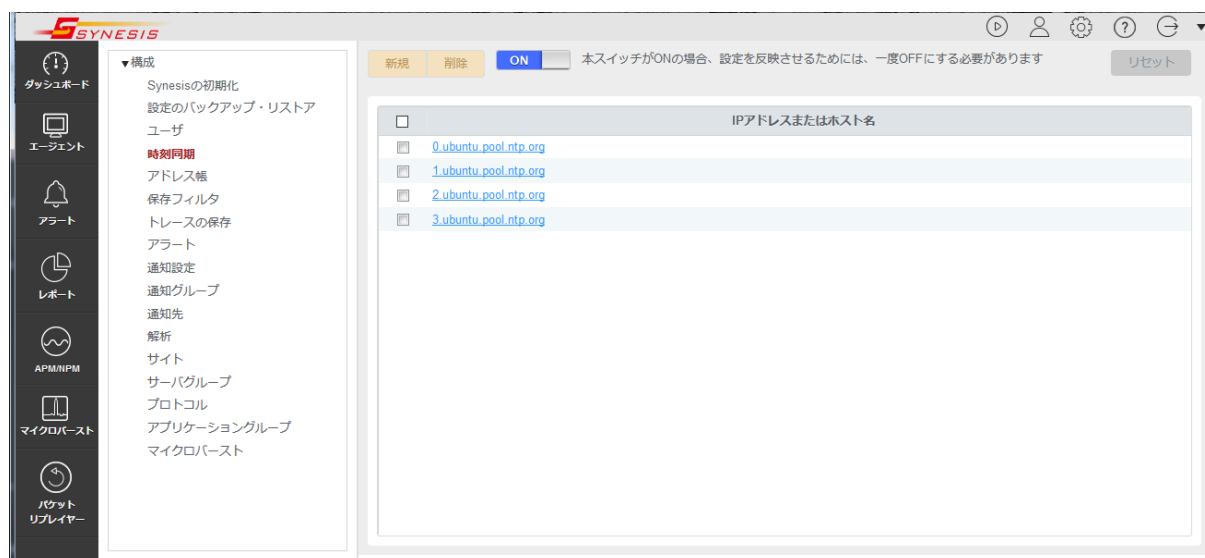 SYNESIS
ダッシュボード
エージェント
アラート
レポート
APM/NPM
マイクロバースト
パケット
リプレイヤー
▼構成
Synesisの初期化
設定のバックアップ・リストア
ユーザ
時刻同期
アドレス帳
保存フィルタ
トレースの保存
アラート
通知設定
通知グループ
通知先
解析
サイト
サーバグループ
プロトコル
アプリケーショングループ
マイクロバースト
新規 削除 ON 本スイッチがONの場合、設定を反映させるためには、一度OFFにする必要があります リセット
IPアドレスまたはホスト名
0.ubuntu.pool.ntp.org
1.ubuntu.pool.ntp.org
2.ubuntu.pool.ntp.org
3.ubuntu.pool.ntp.org